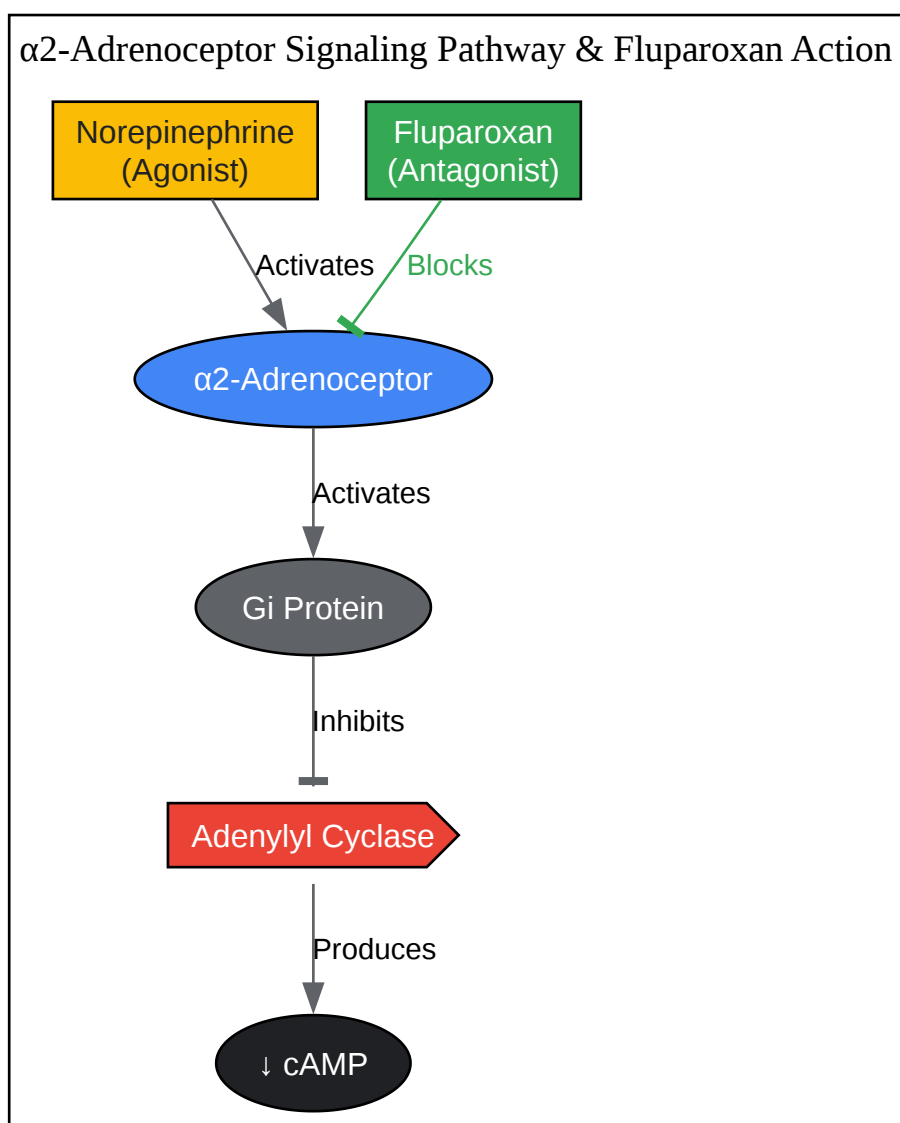 α2-Adrenoceptor Signaling Pathway & Fluparoxan Action
Norepinephrine
(Agonist)
Fluparoxan
(Antagonist)
Activates
Blocks
α2-Adrenoceptor
Activates
Gi Protein
Inhibits
Adenylyl Cyclase
Produces
↓ cAMP